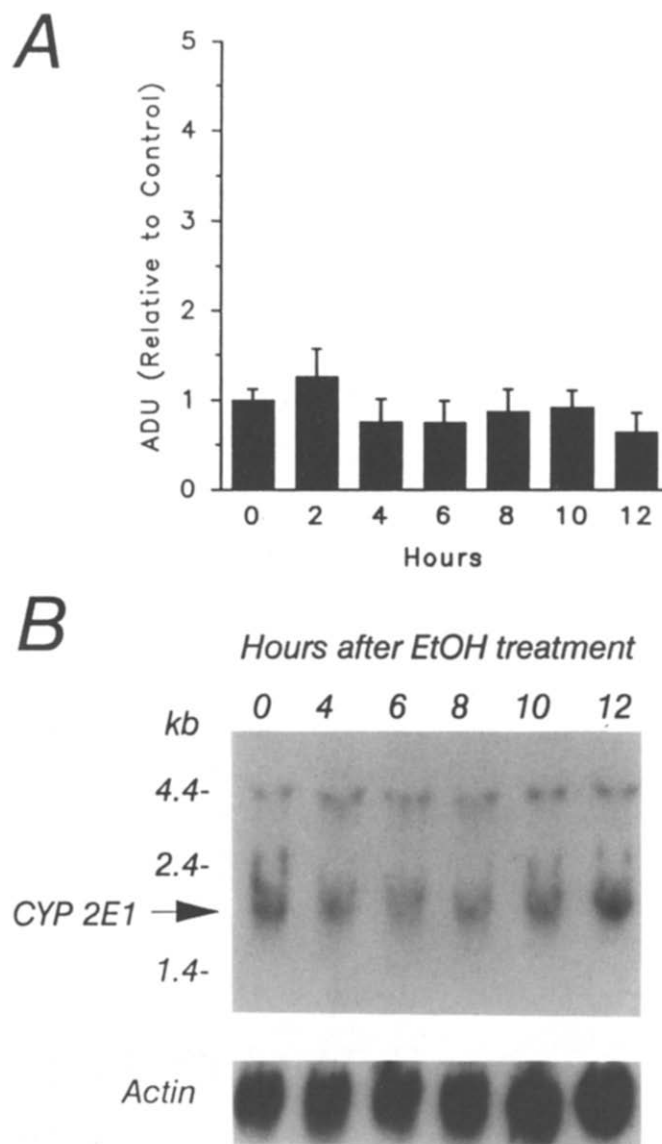 A
ADU (Relative to Control)
5
4
3
2
1
0
0 2 4 6 8 10 12
Hours
B
Hours after EtOH treatment
kb 0 4 6 8 10 12
4.4-
2.4-
CYP 2E1
1.4-
Actin